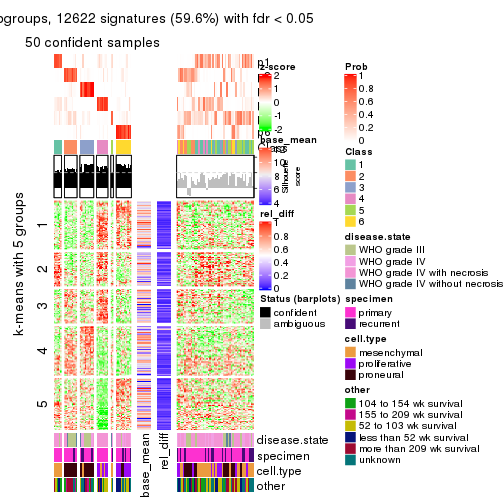 ogroups, 12622 signatures (59.6%) with fdr < 0.05
50 confident samples
k-means with 5 groups
1
2
3
4
5
p1
z-score
2
1
0
-1
-2
base_mean
10
8
6
4
Silhouette
score
rel_diff
1
0.8
0.6
0.4
0.2
0
Status (barplots)
confident
ambiguous
Prob
1
0.8
0.6
0.4
0.2
0
Class
1
2
3
4
5
6
disease.state
WHO grade III
WHO grade IV
WHO grade IV with necrosis
WHO grade IV without necrosis
specimen
primary
recurrent
cell.type
mesenchymal
proliferative
proneural
other
104 to 154 wk survival
155 to 209 wk survival
52 to 103 wk survival
less than 52 wk survival
more than 209 wk survival
unknown
disease.state
specimen
cell.type
other
base_mean
rel_diff